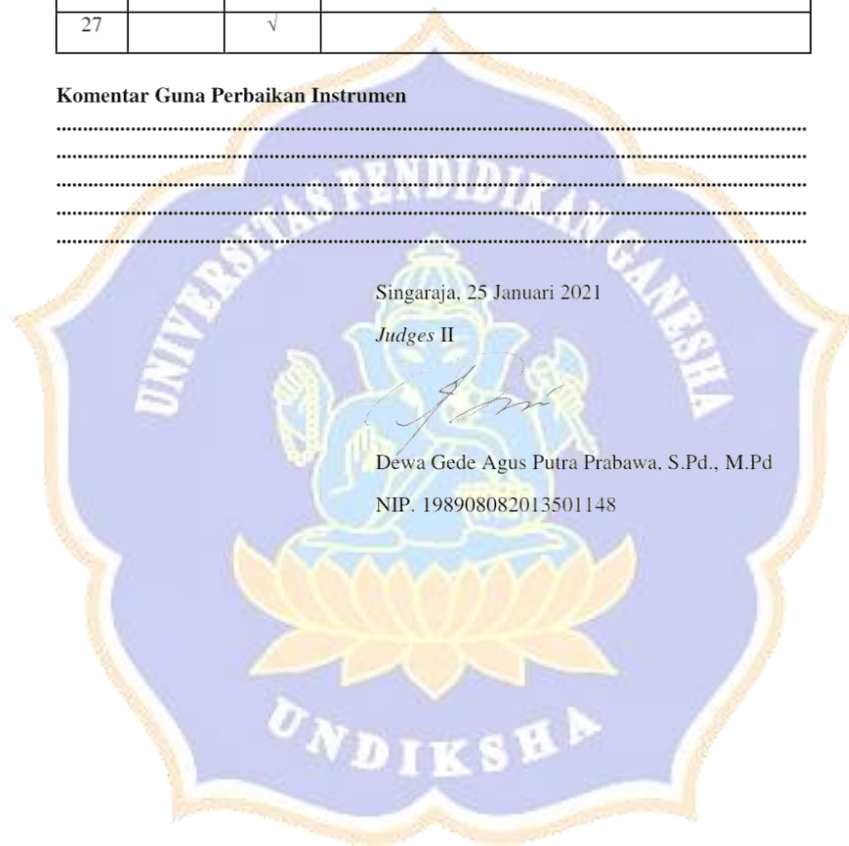 27 √
Komentar Guna Perbaikan Instrumen
UNIVERSITAS PENDIDIKAN GANESHA
Singaraja, 25 Januari 2021
Judges II
Dewa Gede Agus Putra Prabawa, S.Pd., M.Pd
NIP. 198908082013501148
UNDIKSHA